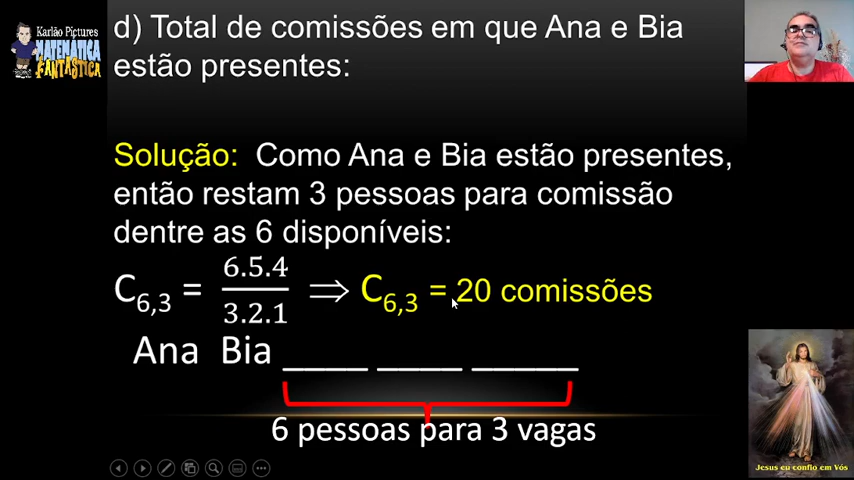 Karlão Pictures
MATEMÁTICA
FANTÁSTICA
d) Total de comissões em que Ana e Bia
estão presentes:
Solução: Como Ana e Bia estão presentes,
então restam 3 pessoas para comissão
dentre as 6 disponíveis:
C6,3 = 6.5.4/3.2.1 ⟹ C6,3 = 20 comissões
Ana Bia ____ ____ _____
6 pessoas para 3 vagas
Jesus eu confio em Vós